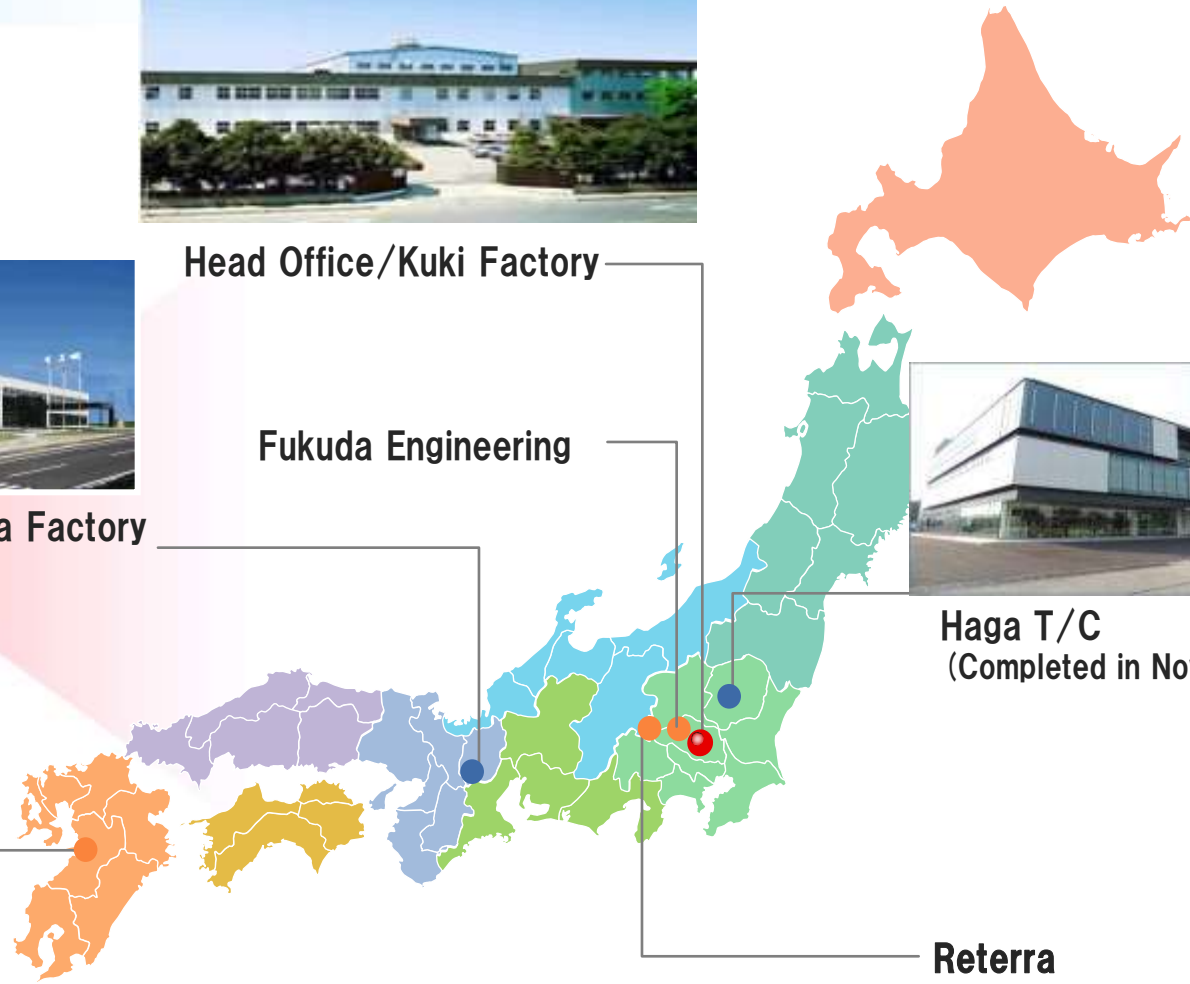 Head Office/Kuki Factory
Fukuda Engineering
a Factory
Haga T/C
(Completed in No
Reterra